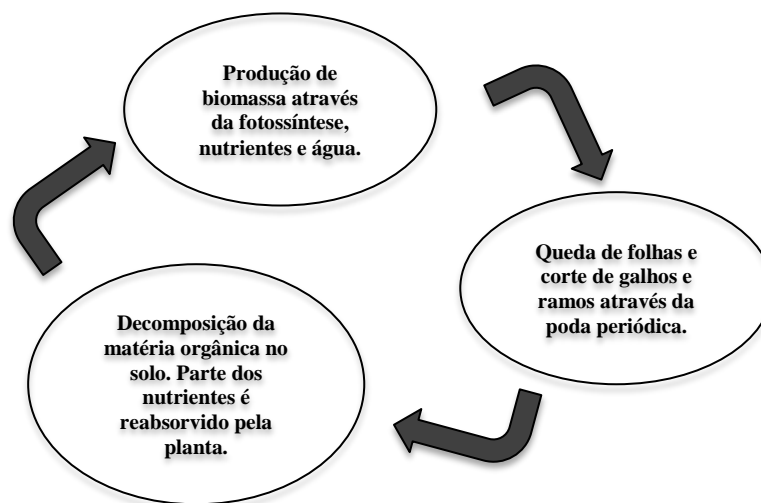 Produção de
biomassa através
da fotossíntese,
nutrientes e água.
Queda de folhas e
corte de galhos e
ramos através da
poda periódica.
Decomposição da
matéria orgânica no
solo. Parte dos
nutrientes é
reabsorvido pela
planta.